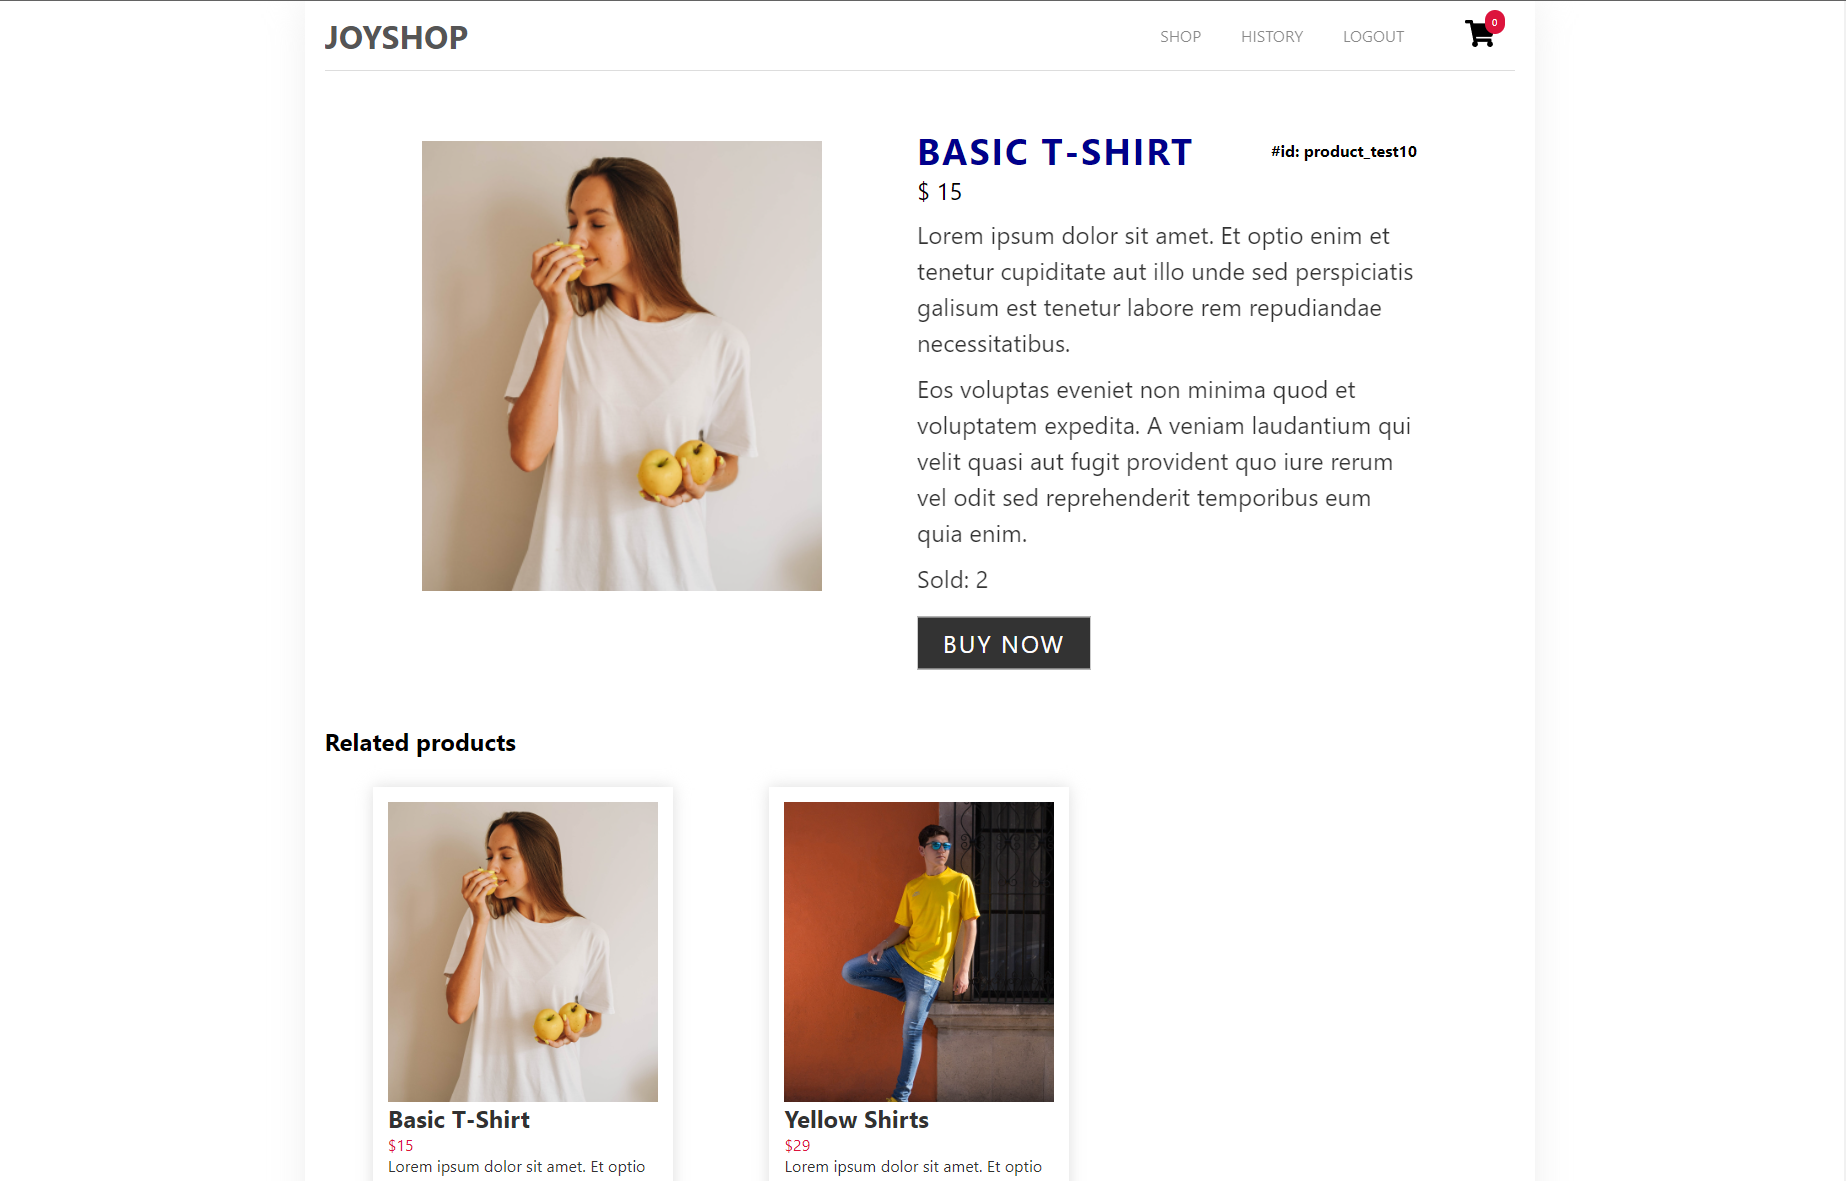 JOYSHOP
SHOP
HISTORY
LOGOUT
0
BASIC T-SHIRT
#id: product_test10
$ 15
Lorem ipsum dolor sit amet. Et optio enim et
tenetur cupiditate aut illo unde sed perspiciatis
galisum est tenetur labore rem repudiandae
necessitatibus.
Eos voluptas eveniet non minima quod et
voluptatem expedita. A veniam laudantium qui
velit quasi aut fugit provident quo iure rerum
vel odit sed reprehenderit temporibus eum
quia enim.
Sold: 2
BUY NOW
Related products
Basic T-Shirt
$15
Lorem ipsum dolor sit amet. Et optio
Yellow Shirts
$29
Lorem ipsum dolor sit amet. Et optio